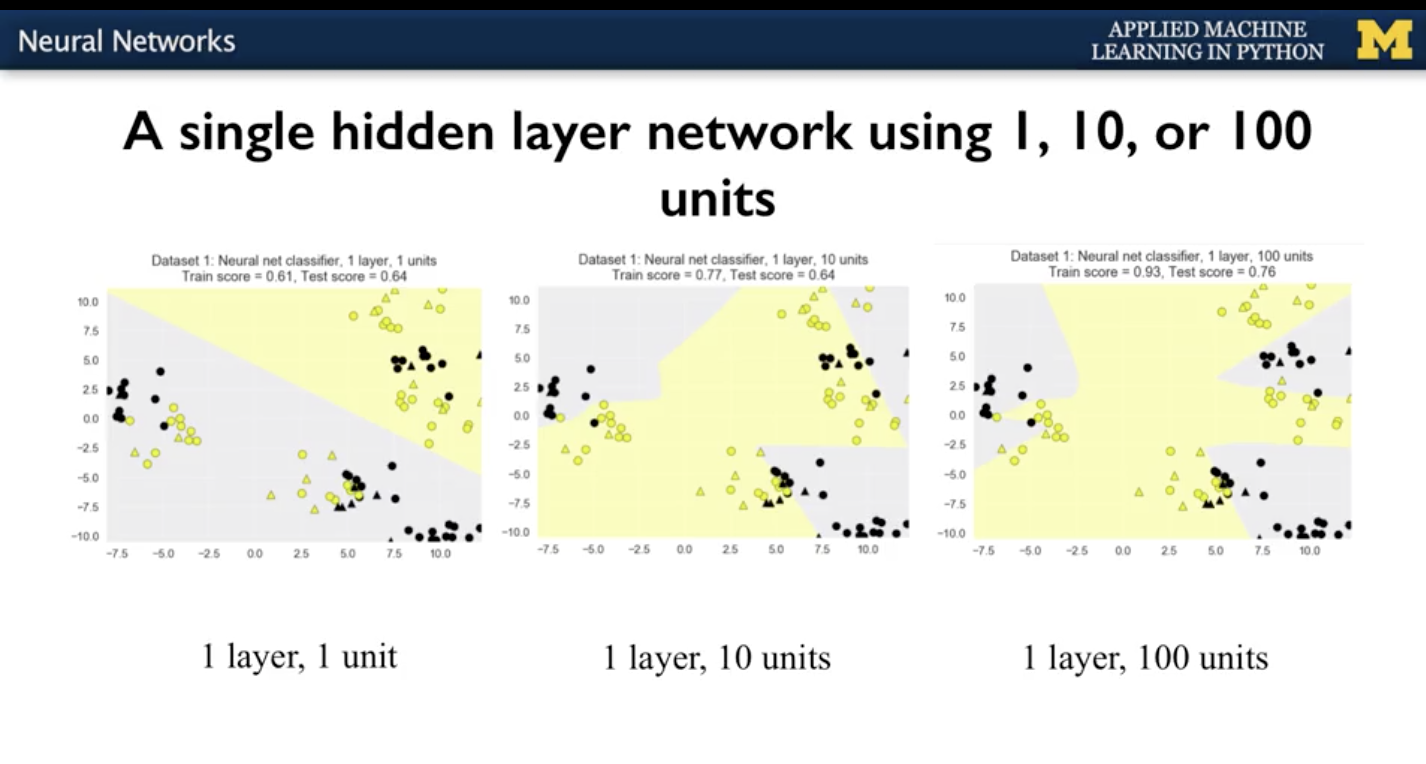 Neural Networks
APPLIED MACHINE
LEARNING IN PYTHON
M
A single hidden layer network using 1, 10, or 100
units
Dataset 1: Neural net classifier, 1 layer, 1 units
Train score = 0.61, Test score = 0.64
10.0
7.5
5.0
2.5
0.0
−2.5
−5.0
−7.5
−10.0
−7.5 −5.0 −2.5 0.0 2.5 5.0 7.5 10.0
Dataset 1: Neural net classifier, 1 layer, 10 units
Train score = 0.77, Test score = 0.64
10.0
7.5
5.0
2.5
0.0
−2.5
−5.0
−7.5
−10.0
−7.5 −5.0 −2.5 0.0 2.5 5.0 7.5 10.0
Dataset 1: Neural net classifier, 1 layer, 100 units
Train score = 0.93, Test score = 0.76
10.0
7.5
5.0
2.5
0.0
−2.5
−5.0
−7.5
−10.0
−7.5 −5.0 −2.5 0.0 2.5 5.0 7.5 10.0
1 layer, 1 unit
1 layer, 10 units
1 layer, 100 units